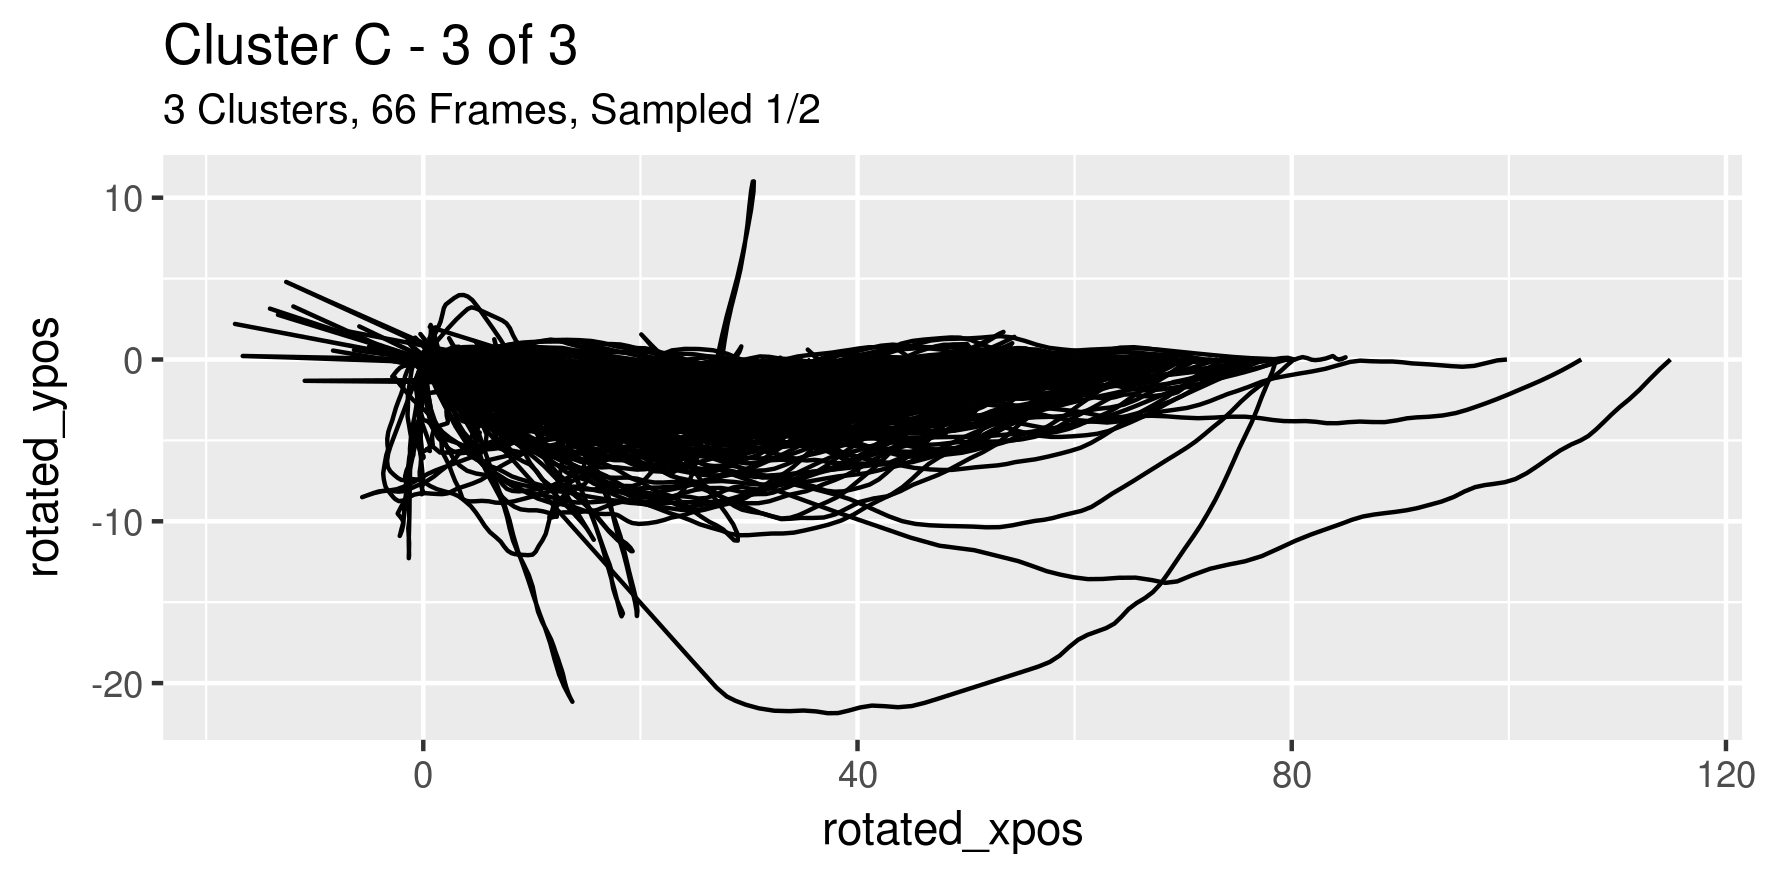 Cluster C - 3 of 3
3 Clusters, 66 Frames, Sampled 1/2
10
0
-10
-20
rotated_ypos
0 40 80 120
rotated_xpos